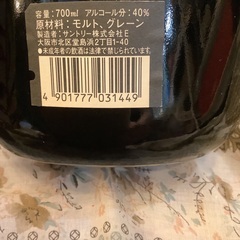 容量:700ml アルコール分:40%
原材料:モルト、グレーン
製造者:サントリー株式会社E
大阪市北区堂島浜2丁目1-40
●未成年者の飲酒は法律で禁じられています。
4 901777 031449